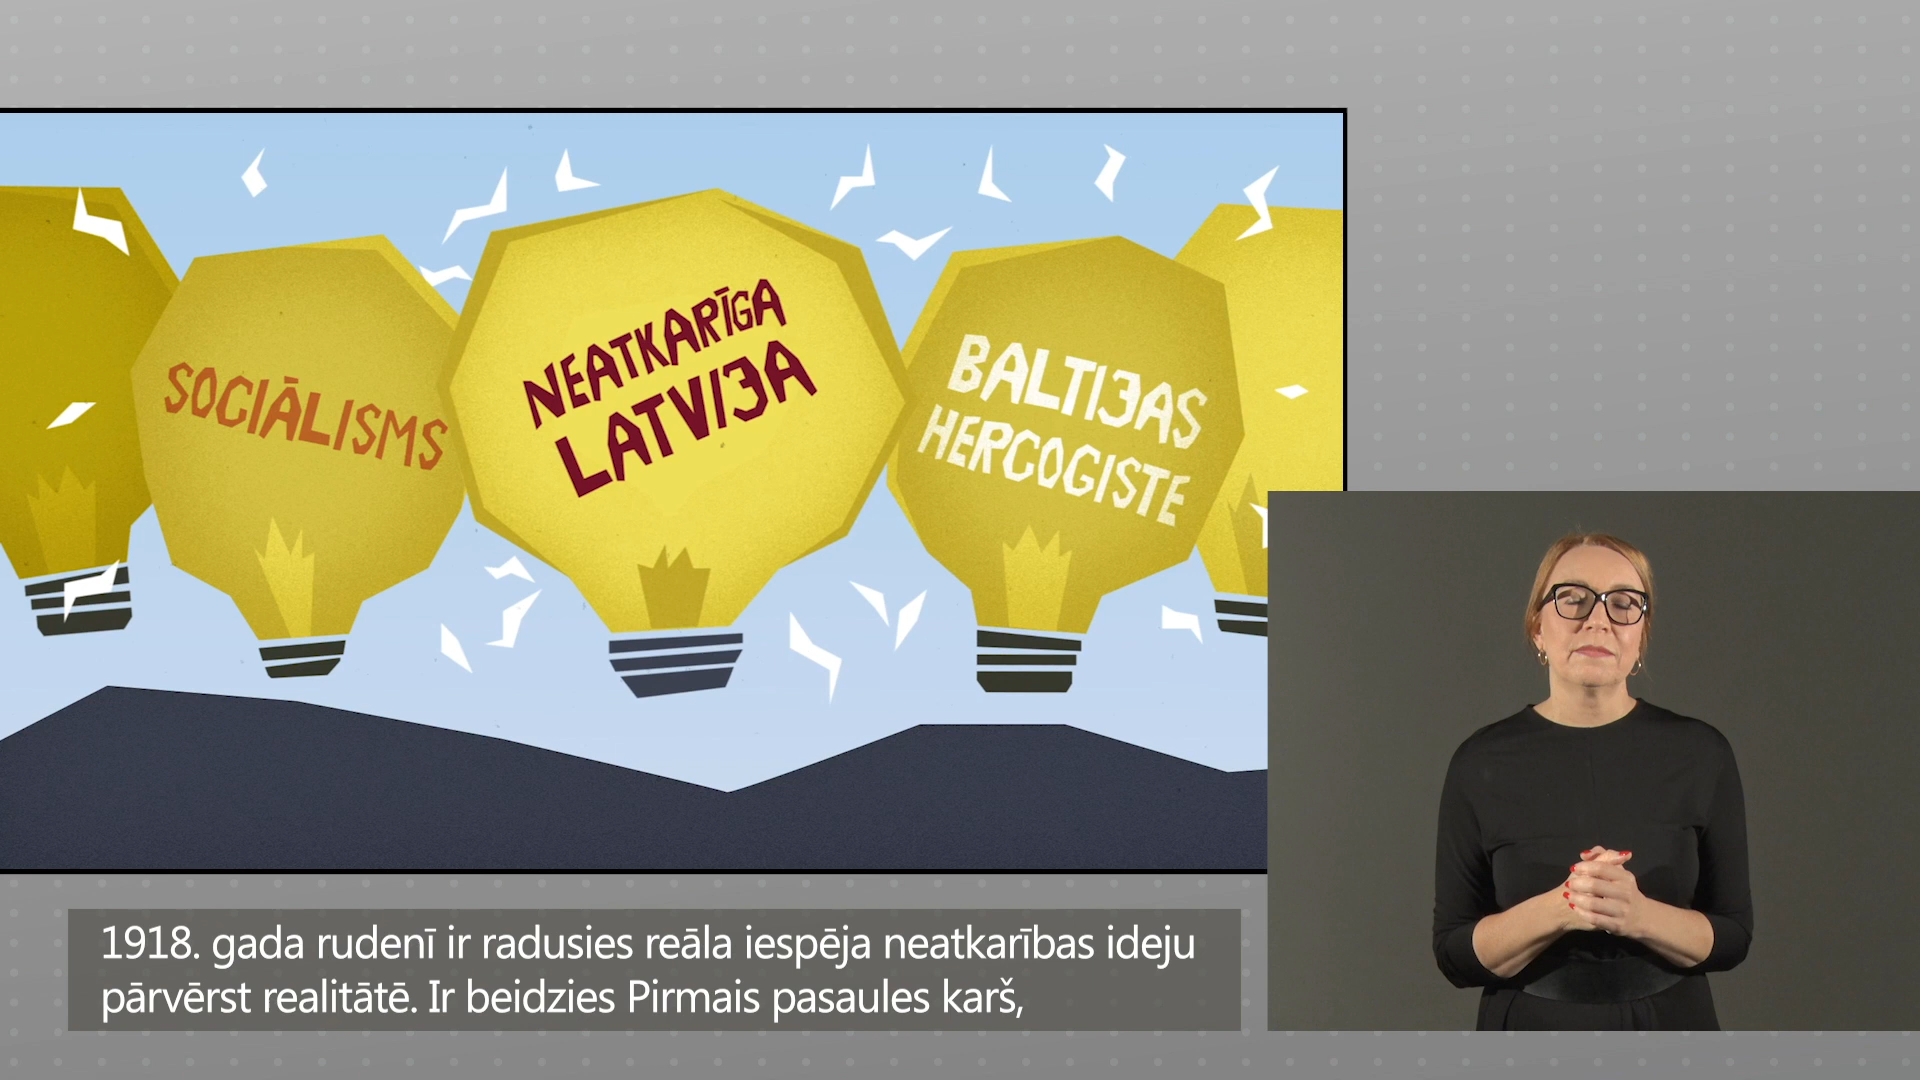 SOCIĀLISMS
NEATKARĪGA
LATVIJA
BALTIJAS
HERCOGISTE
1918. gada rudenī ir radusies reāla iespēja neatkarības ideju
pārvērst realitātē. Ir beidzies Pirmais pasaules karš,